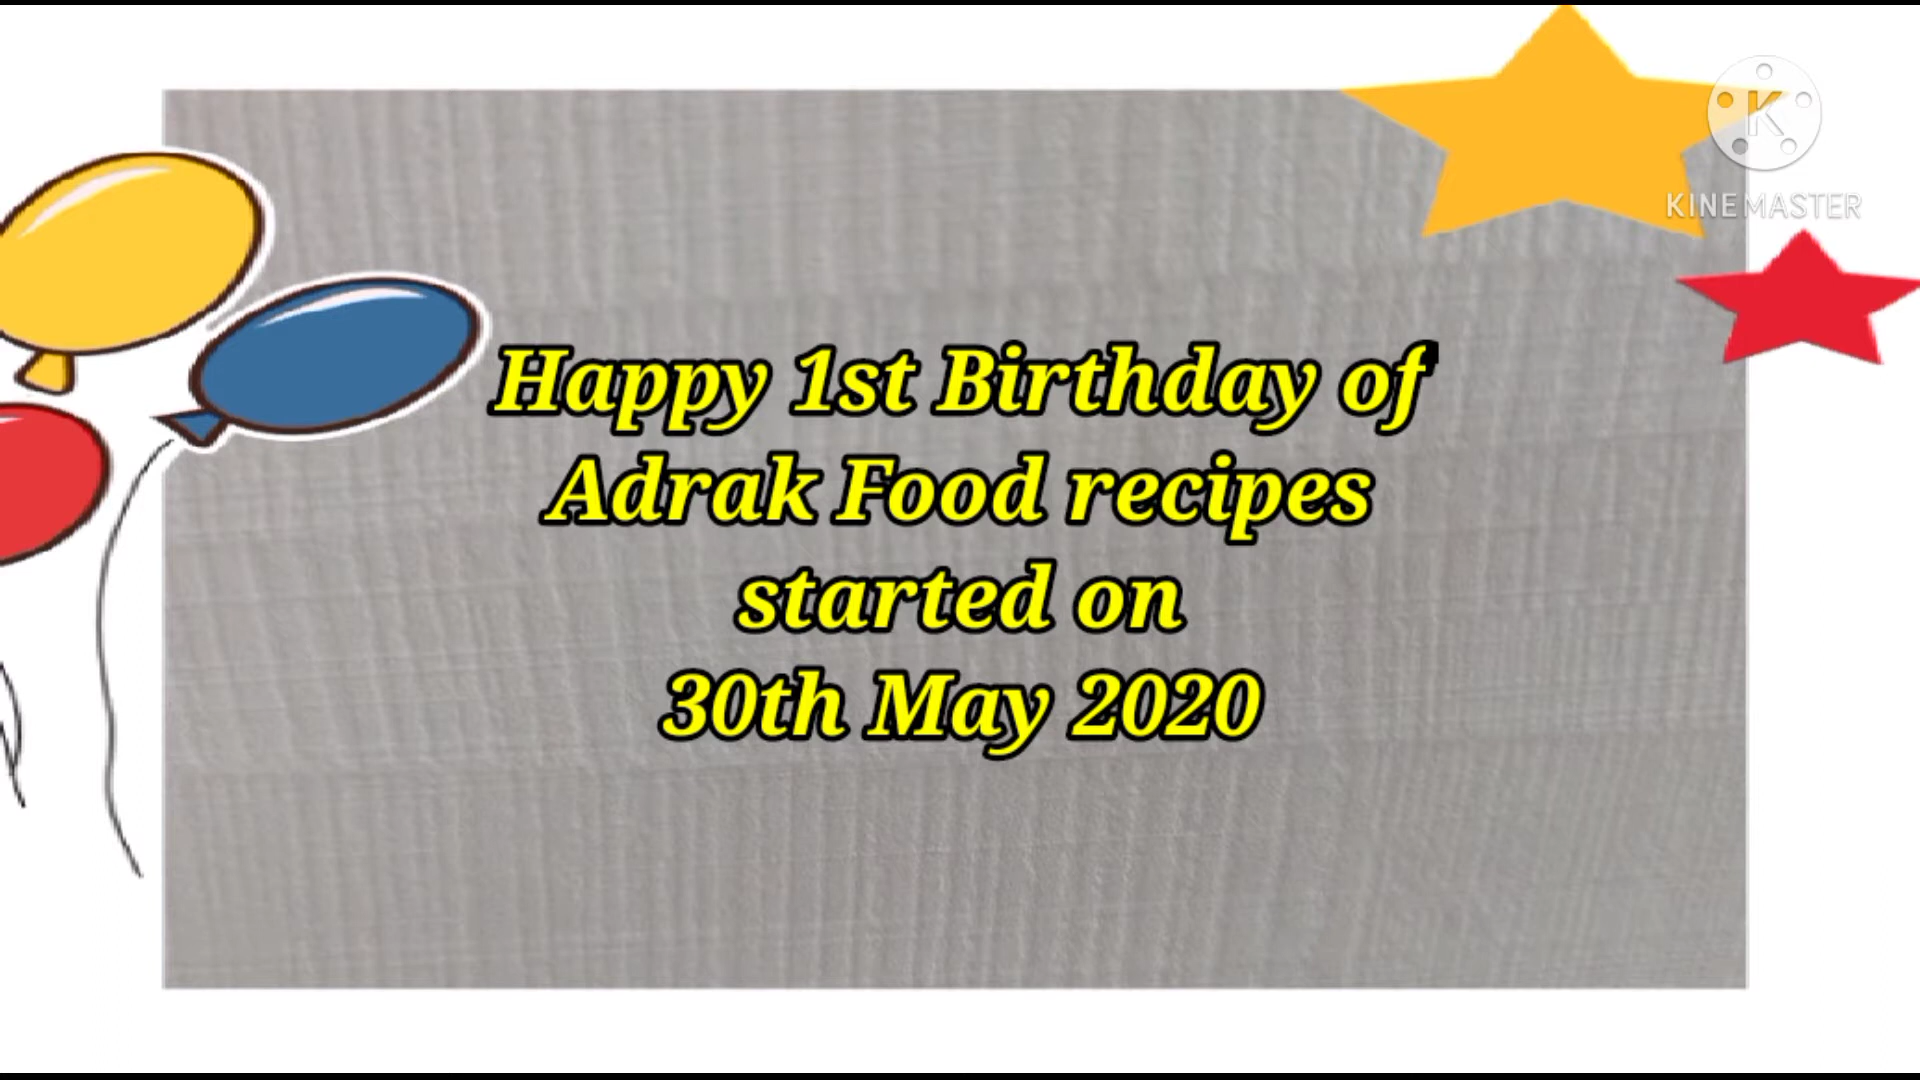 KINEMASTER
Happy 1st Birthday of
Adrak Food recipes
started on
30th May 2020